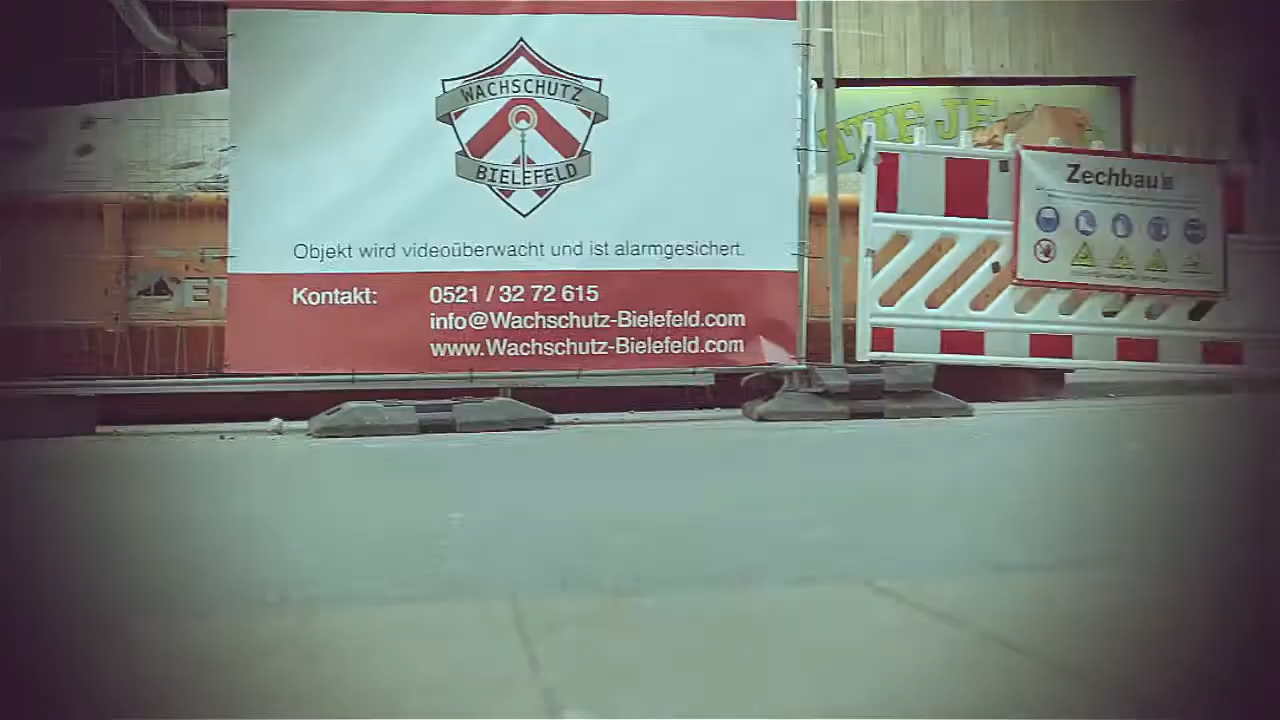 WACHSCHUTZ
BIELEFELD
Objekt wird videoüberwacht und ist alarmgesichert.
Kontakt:
0521 / 32 72 615
info@Wachschutz-Bielefeld.com
www.Wachschutz-Bielefeld.com
Zechbau